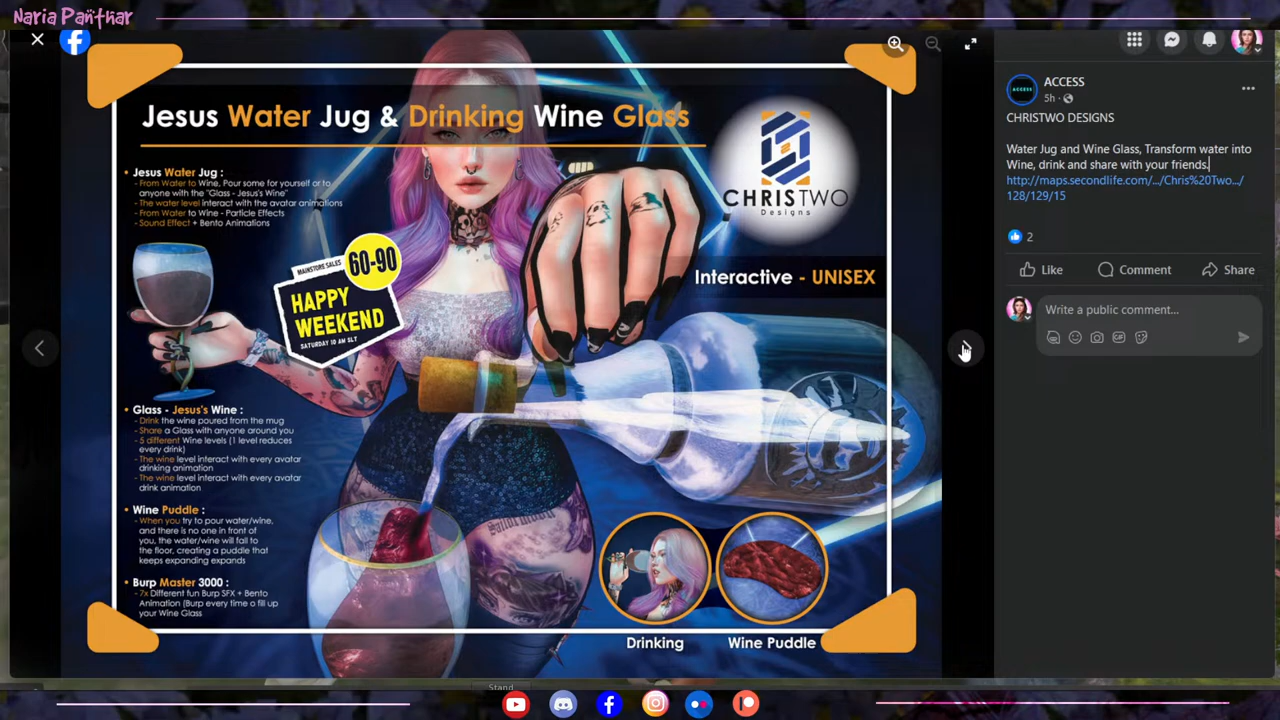 Naria Panthar
Jesus Water Jug & Drinking Wine Glass
CHRISTWO
Designs
Interactive - UNISEX
• Jesus Water Jug :
- From Water to Wine, Pour some for yourself or to
anyone with the "Glass - Jesus's Wine"
- The water level interact with the avatar animations
- From Water to Wine - Particle Effects
- Sound Effect + Bento Animations
MAINSTORE SALES
60-90
HAPPY
WEEKEND
SATURDAY 10 AM SLT
• Glass - Jesus's Wine :
- Drink the wine poured from the mug
- Share a Glass with anyone around you
- 5 different Wine levels (1 level reduces
every drink)
- The wine level interact with every avatar
drinking animation
- The wine level interact with every avatar
drink animation
• Wine Puddle :
- When you try to pour water/wine,
and there is no one in front of
you, the water/wine will fall to
the floor, creating a puddle that
keeps expanding expands
• Burp Master 3000 :
- 7x Different fun Burp SFX + Bento
Animation (Burp every time o fill up
your Wine Glass
Drinking
Wine Puddle
ACCESS
ACCESS
5h ·
CHRISTWO DESIGNS
Water Jug and Wine Glass, Transform water into
Wine, drink and share with your friends.
http://maps.secondlife.com/.../Chris%20Two.../
128/129/15
2
Like
Comment
Share
Write a public comment...
GIF
Stand